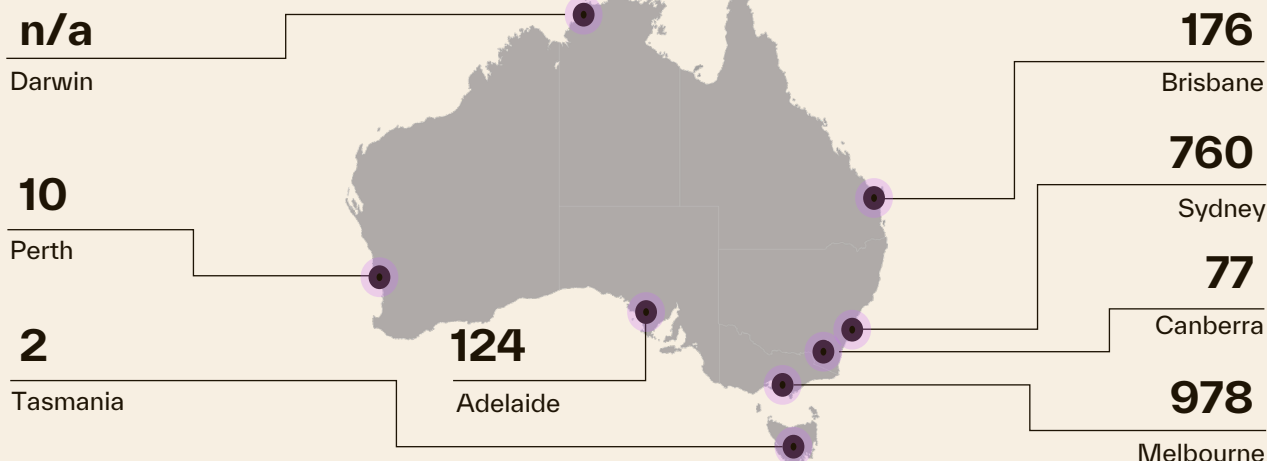 n/a
Darwin
10
Perth
2
Tasmania
124
Adelaide
176
Brisbane
760
Sydney
77
Canberra
978
Melbourne